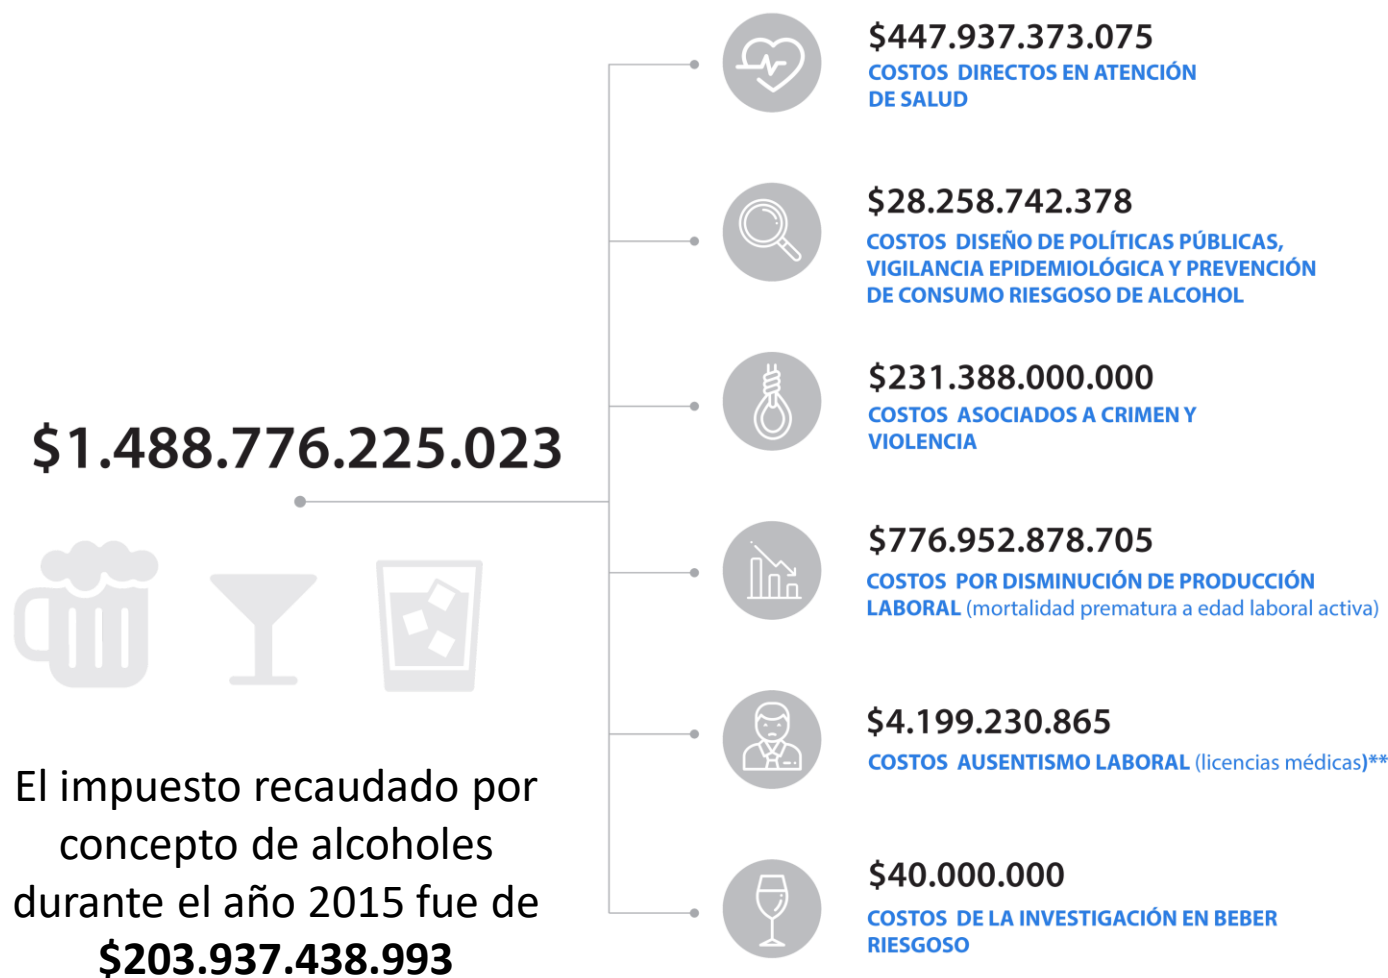 $1.488.776.225.023
El impuesto recaudado por
concepto de alcoholes
durante el año 2015 fue de
$203.937.438.993
$447.937.373.075
COSTOS DIRECTOS EN ATENCIÓN
DE SALUD
$28.258.742.378
COSTOS DISEÑO DE POLÍTICAS PÚBLICAS,
VIGILANCIA EPIDEMIOLÓGICA Y PREVENCIÓN
DE CONSUMO RIESGOSO DE ALCOHOL
$231.388.000.000
COSTOS ASOCIADOS A CRIMEN Y
VIOLENCIA
$776.952.878.705
COSTOS POR DISMINUCIÓN DE PRODUCCIÓN
LABORAL (mortalidad prematura a edad laboral activa)
$4.199.230.865
COSTOS AUSENTISMO LABORAL (licencias médicas)**
$40.000.000
COSTOS DE LA INVESTIGACIÓN EN BEBER
RIESGOSO